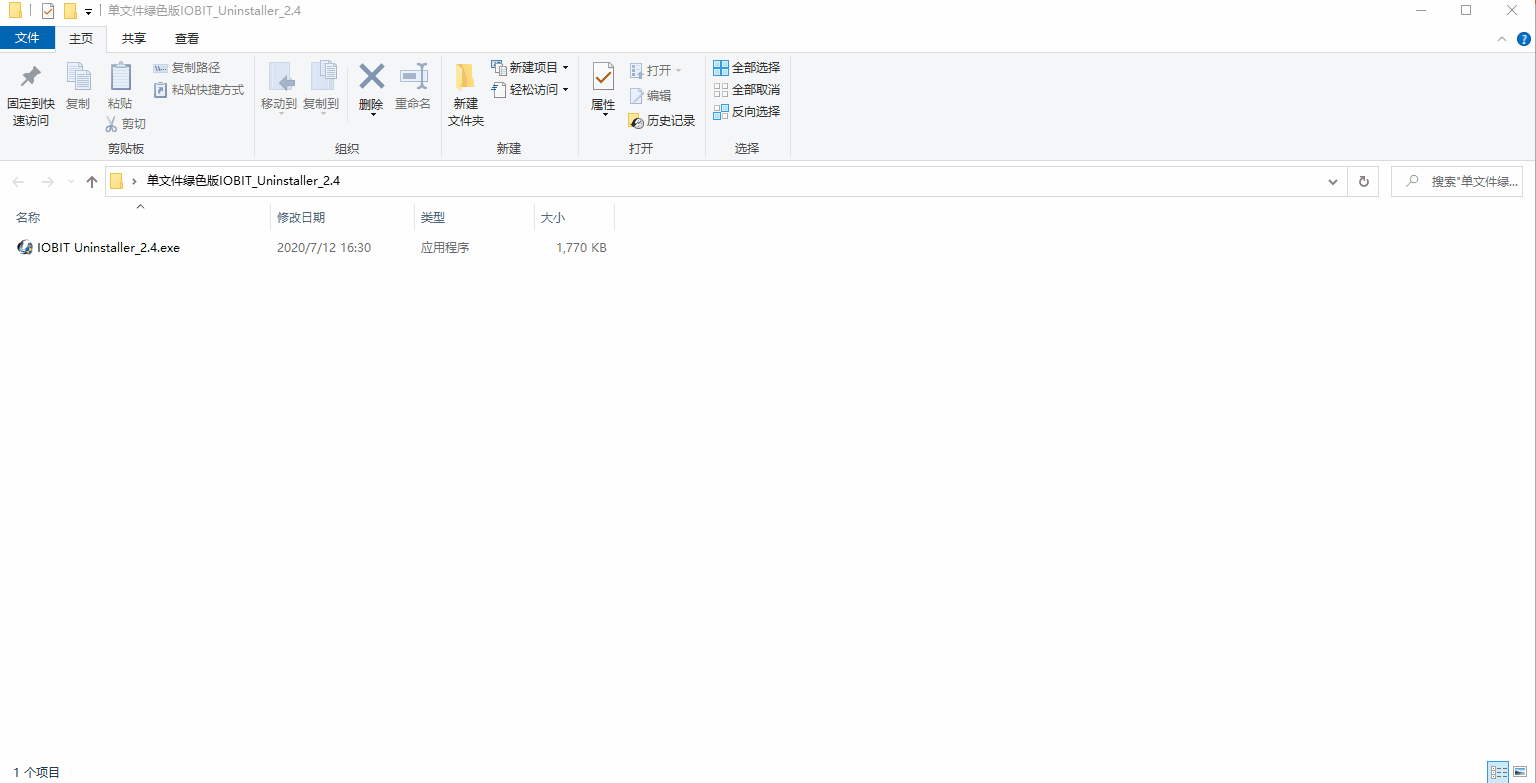 单文件绿色版IOBIT_Uninstaller_2.4
文件 主页 共享 查看
固定到快
速访问
复制
粘贴
复制路径
粘贴快捷方式
剪切
剪贴板
移动到
复制到
删除
重命名
组织
新建
文件夹
新建项目
轻松访问
新建
属性
打开
编辑
历史记录
打开
全部选择
全部取消
反向选择
选择
单文件绿色版IOBIT_Uninstaller_2.4
搜索"单文件绿...
名称 修改日期 类型 大小
IOBIT Uninstaller_2.4.exe 2020/7/12 16:30 应用程序 1,770 KB
1 个项目